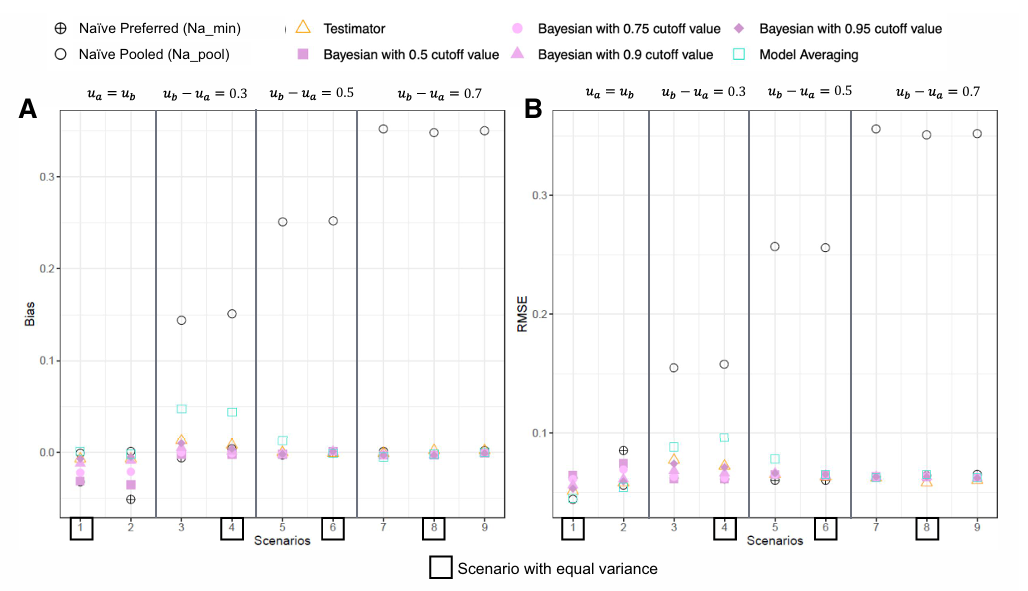 Naïve Preferred (Na_min)
Testimator
Bayesian with 0.75 cutoff value
Bayesian with 0.95 cutoff value
Naïve Pooled (Na_pool)
Bayesian with 0.5 cutoff value
Bayesian with 0.9 cutoff value
Model Averaging
A
u_a = u_b
u_b − u_a = 0.3
u_b − u_a = 0.5
u_b − u_a = 0.7
Bias
0.3
0.2
0.1
0.0
1 2 3 4 5 6 7 8 9
Scenarios
B
u_a = u_b
u_b − u_a = 0.3
u_b − u_a = 0.5
u_b − u_a = 0.7
RMSE
0.3
0.2
0.1
1 2 3 4 5 6 7 8 9
Scenarios
Scenario with equal variance